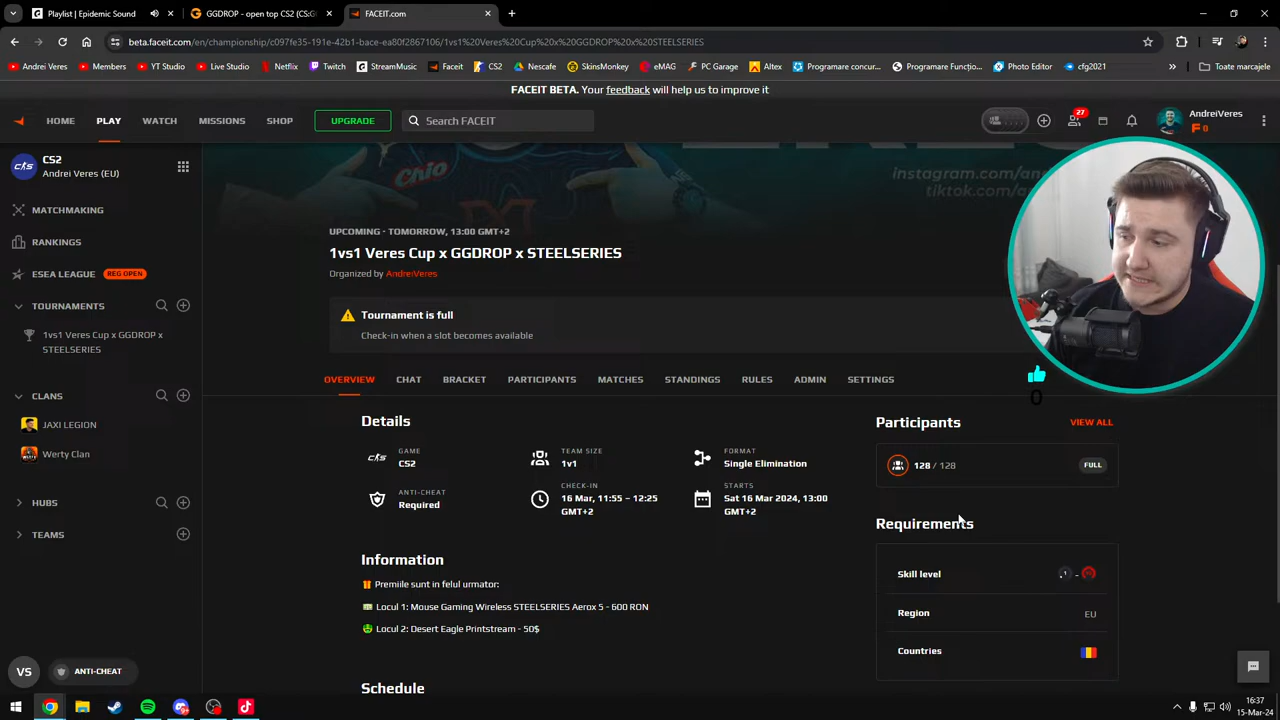 Playlist | Epidemic Sound
GGDROP - open top CS2 (CS:G
FACEIT.com
beta.faceit.com/en/championship/c097fe35-191e-42b1-bace-ea80f2867106/1vs1%20Veres%20Cup%20x%20GGDROP%20x%20STEELSERIES
Andrei Veres
Members
YT Studio
Live Studio
Netflix
Twitch
StreamMusic
Faceit
CS2
Nescafe
SkinsMonkey
eMAG
PC Garage
Altex
Programare concur...
Programare Function...
Photo Editor
cfg2021
Toate marcajele
FACEIT BETA. Your feedback will help us to improve it
HOME
PLAY
WATCH
MISSIONS
SHOP
UPGRADE
Search FACEIT
27
AndreiVeres
0
CS2
Andrei Veres (EU)
MATCHMAKING
RANKINGS
ESEA LEAGUE REG OPEN
TOURNAMENTS
1vs1 Veres Cup x GGDROP x
STEELSERIES
CLANS
JAXI LEGION
Werty Clan
HUBS
TEAMS
VS
ANTI-CHEAT
Chio
instagram.com/an
tiktok.com/an
UPCOMING - TOMORROW, 13:00 GMT+2
1vs1 Veres Cup x GGDROP x STEELSERIES
Organized by AndreiVeres
Tournament is full
Check-in when a slot becomes available
OVERVIEW
CHAT
BRACKET
PARTICIPANTS
MATCHES
STANDINGS
RULES
ADMIN
SETTINGS
0
Details
GAME
CS2
TEAM SIZE
1v1
FORMAT
Single Elimination
ANTI-CHEAT
Required
CHECK-IN
16 Mar, 11:55 – 12:25
GMT+2
STARTS
Sat 16 Mar 2024, 13:00
GMT+2
Information
Premiile sunt in felul urmator:
Locul 1: Mouse Gaming Wireless STEELSERIES Aerox 5 - 600 RON
Locul 2: Desert Eagle Printstream - 50$
Schedule
Participants
VIEW ALL
128 / 128
FULL
Requirements
Skill level
1 -
Region
EU
Countries
16:37
15-Mar-24